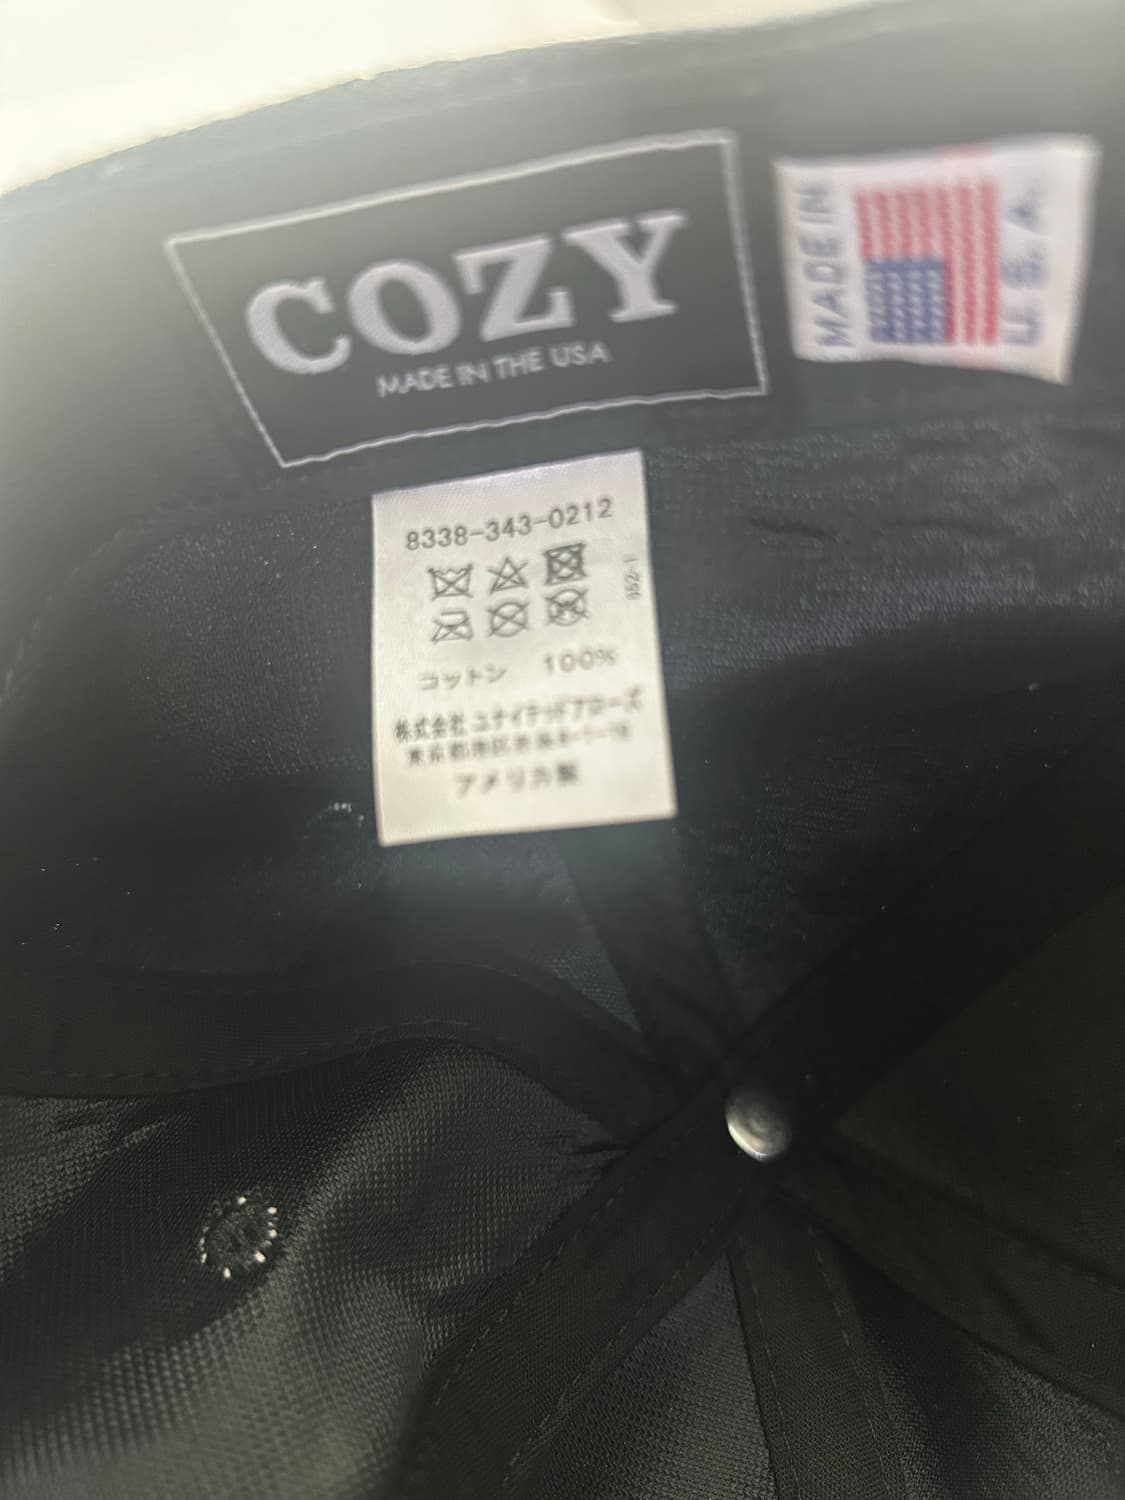 COZY
MADE IN THE USA
MADE IN
U.S.A.
8338-343-0212
コットン 100%
株式会社 ユナイテッドアローズ
アメリカ製